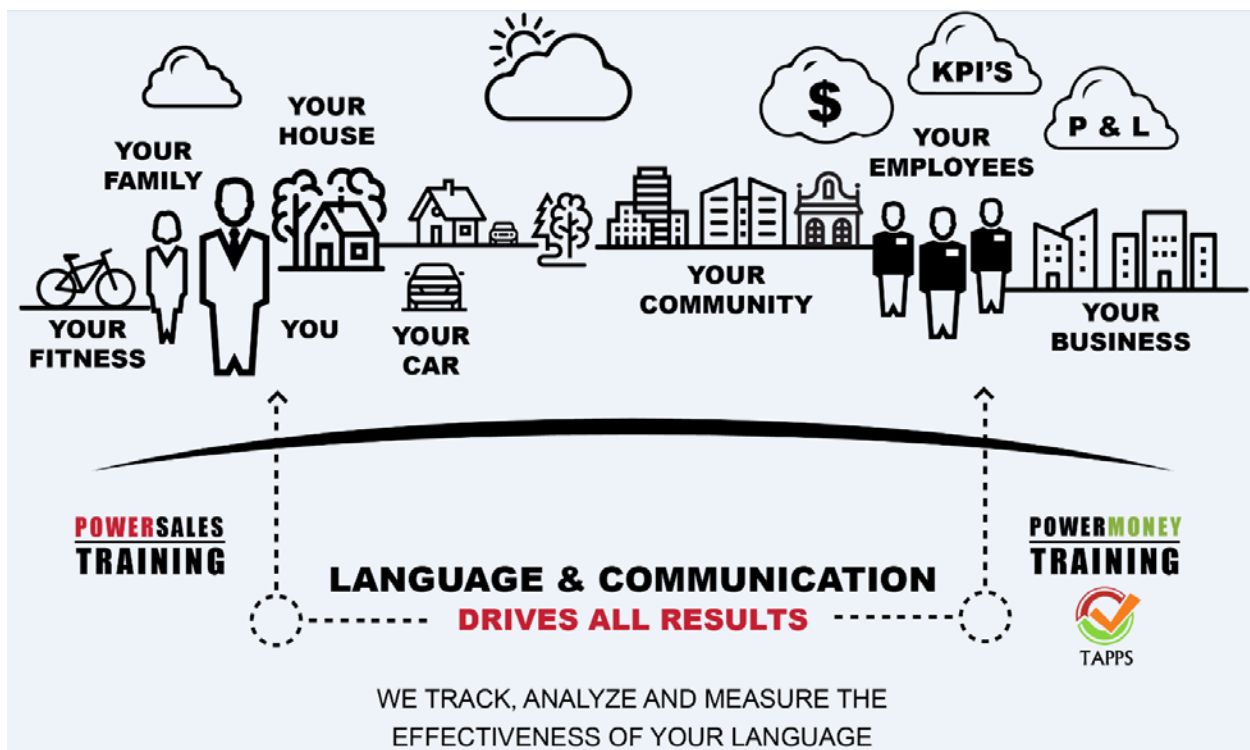 KPI'S
$
P & L
YOUR
HOUSE
YOUR
FAMILY
YOUR
EMPLOYEES
YOUR
COMMUNITY
YOUR
FITNESS
YOU
YOUR
CAR
YOUR
BUSINESS
POWERSALES
TRAINING
POWERMONEY
TRAINING
LANGUAGE & COMMUNICATION
DRIVES ALL RESULTS
TAPPS
WE TRACK, ANALYZE AND MEASURE THE
EFFECTIVENESS OF YOUR LANGUAGE